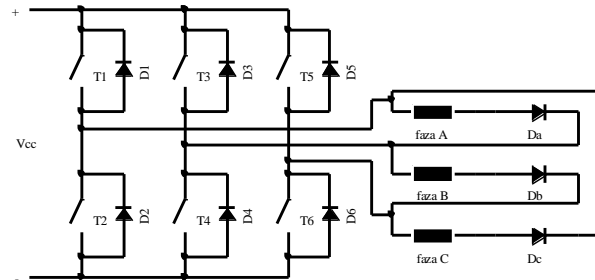 +
T1 D1 T3 D3 T5 D5
faza A Da
Vcc
faza B Db
T2 D2 T4 D4 T6 D6
faza C Dc